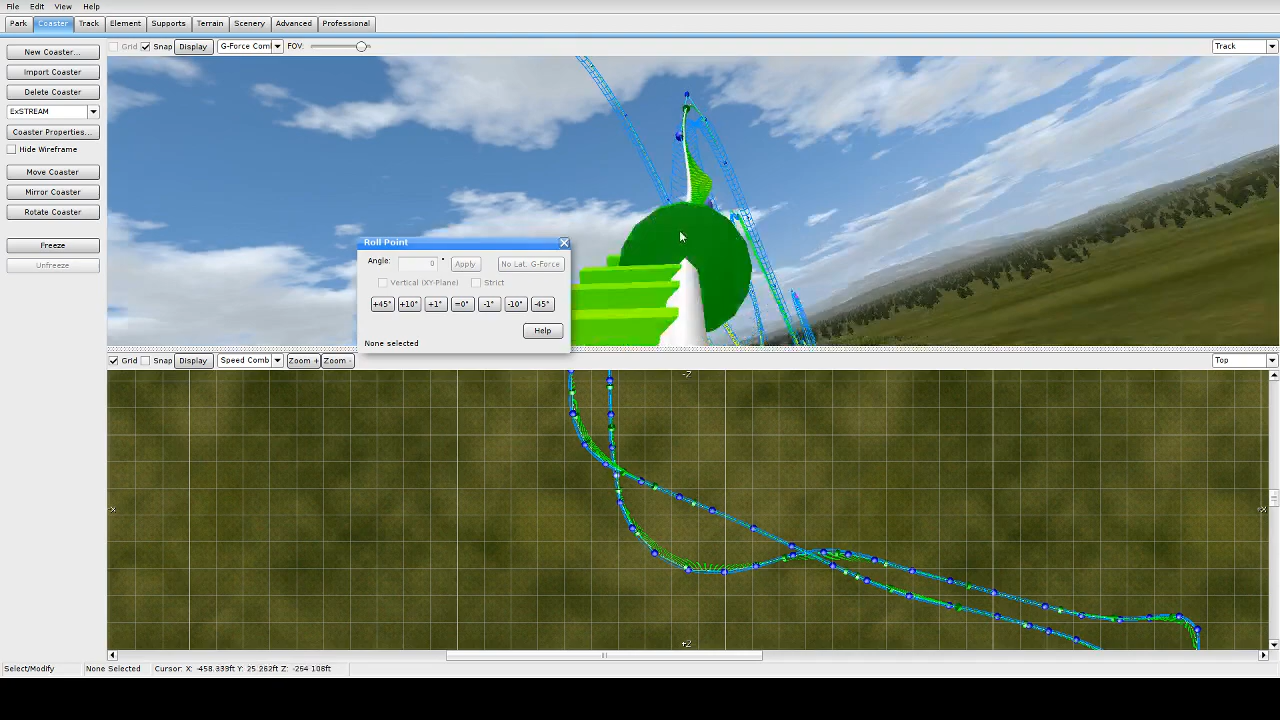 File Edit View Help
Park Coaster Track Element Supports Terrain Scenery Advanced Professional
Grid Snap Display G-Force Com FOV: Track
New Coaster...
Import Coaster
Delete Coaster
ExSTREAM
Coaster Properties...
Hide Wireframe
Move Coaster
Mirror Coaster
Rotate Coaster
Freeze
Unfreeze
Roll Point
Angle: 0 ° Apply No Lat. G-Force
Vertical (XY-Plane) Strict
+45° +10° +1° =0° -1° -10° -45°
Help
None selected
Grid Snap Display Speed Comb Zoom + Zoom - Top
-Z
-X
+Z
Select/Modify None Selected Cursor: X: -458.339ft Y: 25.262ft Z: -264.108ft